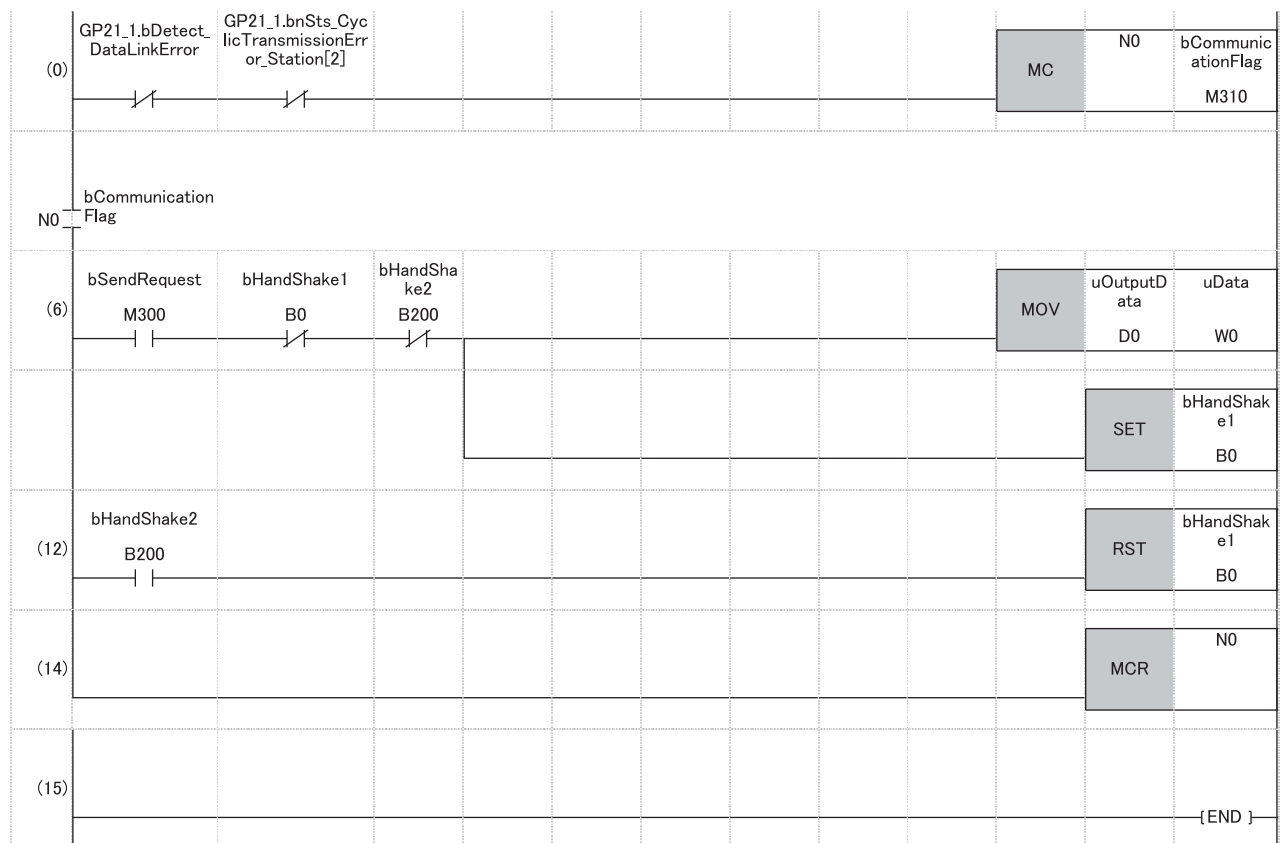 GP21_1.bDetect_
DataLinkError
GP21_1.bnSts_Cyc
licTransmissionErr
or_Station[2]
(0)
MC
N0
bCommunic
ationFlag
M310
N0
bCommunication
Flag
(6)
bSendRequest
M300
bHandShake1
B0
bHandSha
ke2
B200
MOV
uOutputD
ata
D0
uData
W0
SET
bHandShak
e1
B0
(12)
bHandShake2
B200
RST
bHandShak
e1
B0
(14)
MCR
N0
(15)
[END]